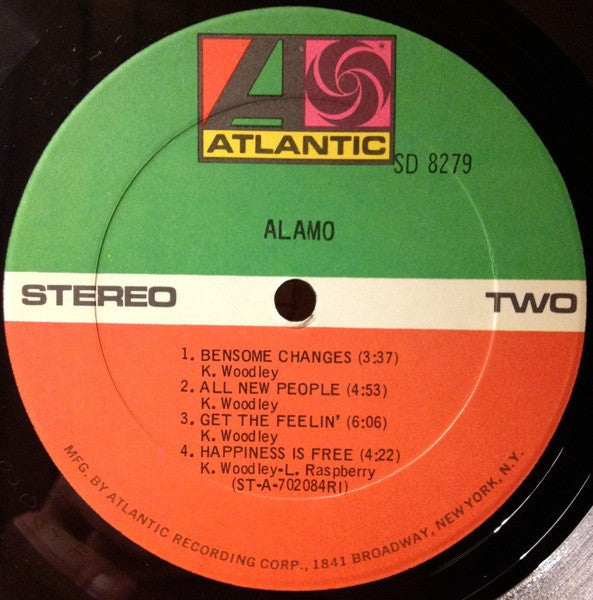 ATLANTIC
SD 8279
ALAMO
STEREO
TWO
1. BENSOME CHANGES (3:37)
K. Woodley
2. ALL NEW PEOPLE (4:53)
K. Woodley
3. GET THE FEELIN' (6:06)
K. Woodley
4. HAPPINESS IS FREE (4:22)
K. Woodley-L. Raspberry
(ST-A-702084RI)
MFG. BY ATLANTIC RECORDING CORP., 1841 BROADWAY, NEW YORK, N.Y.